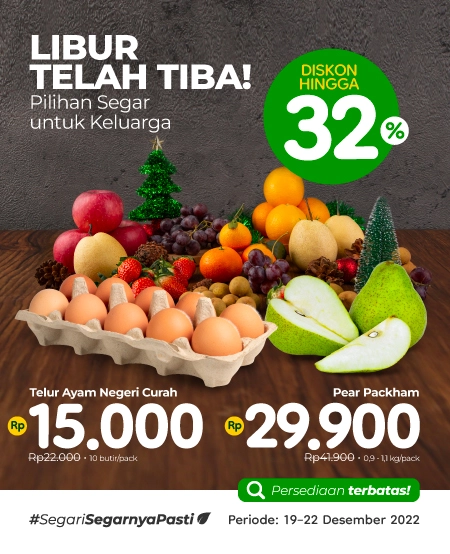 LIBUR
TELAH TIBA!
Pilihan Segar
untuk Keluarga
DISKON
HINGGA
32%
Telur Ayam Negeri Curah
Rp 15.000
Rp22.000 • 10 butir/pack
Pear Packham
Rp 29.900
Rp41.900 • 0,9 - 1,1 kg/pack
Persediaan terbatas!
#SegariSegarnyaPasti
Periode: 19-22 Desember 2022